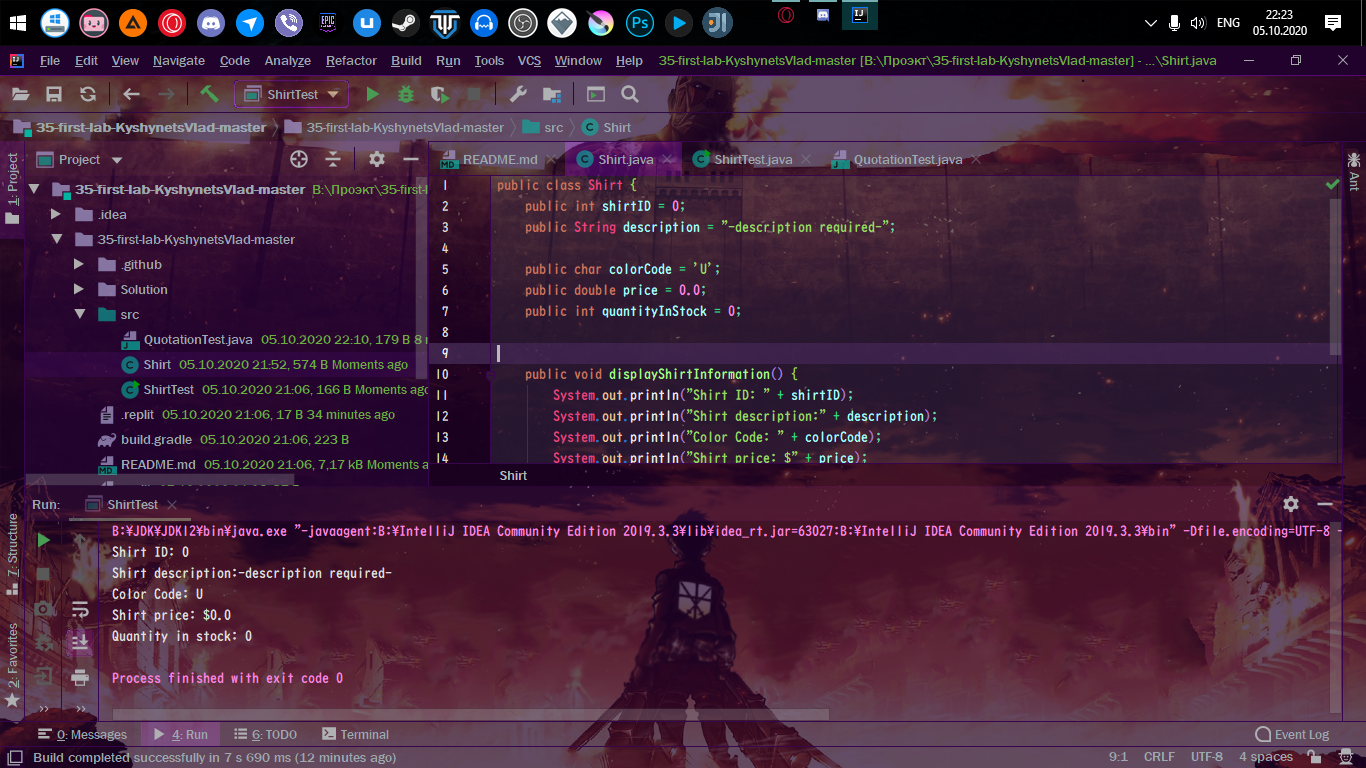 ENG
22:23
05.10.2020
File Edit View Navigate Code Analyze Refactor Build Run Tools VCS Window Help 35-first-lab-KyshynetsVlad-master [B:\Проэкт\35-first-lab-KyshynetsVlad-master] - ...\Shirt.java
ShirtTest
35-first-lab-KyshynetsVlad-master 35-first-lab-KyshynetsVlad-master src Shirt
1: Project
Project
35-first-lab-KyshynetsVlad-master B:\Проэкт\35-first-l
.idea
35-first-lab-KyshynetsVlad-master
.github
Solution
src
QuotationTest.java 05.10.2020 22:10, 179 B 8
Shirt 05.10.2020 21:52, 574 B Moments ago
ShirtTest 05.10.2020 21:06, 166 B Moments ago
.replit 05.10.2020 21:06, 17 B 34 minutes ago
build.gradle 05.10.2020 21:06, 223 B
README.md 05.10.2020 21:06, 7,17 kB Moments a
README.md Shirt.java ShirtTest.java QuotationTest.java
Ant
1 public class Shirt {
2 public int shirtID = 0;
3 public String description = "-description required-";
4
5 public char colorCode = 'U';
6 public double price = 0.0;
7 public int quantityInStock = 0;
8
9
10 public void displayShirtInformation() {
11 System.out.println("Shirt ID: " + shirtID);
12 System.out.println("Shirt description:" + description);
13 System.out.println("Color Code: " + colorCode);
14 System.out.println("Shirt price: $" + price);
Shirt
Run: ShirtTest
7: Structure
2: Favorites
B:¥JDK¥JDK12¥bin¥java.exe "-javaagent:B:¥IntelliJ IDEA Community Edition 2019.3.3¥lib¥idea_rt.jar=63027:B:¥IntelliJ IDEA Community Edition 2019.3.3¥bin" -Dfile.encoding=UTF-8 -
Shirt ID: 0
Shirt description:-description required-
Color Code: U
Shirt price: $0.0
Quantity in stock: 0
Process finished with exit code 0
0: Messages 4: Run 6: TODO Terminal Event Log
Build completed successfully in 7 s 690 ms (12 minutes ago) 9:1 CRLF UTF-8 4 spaces